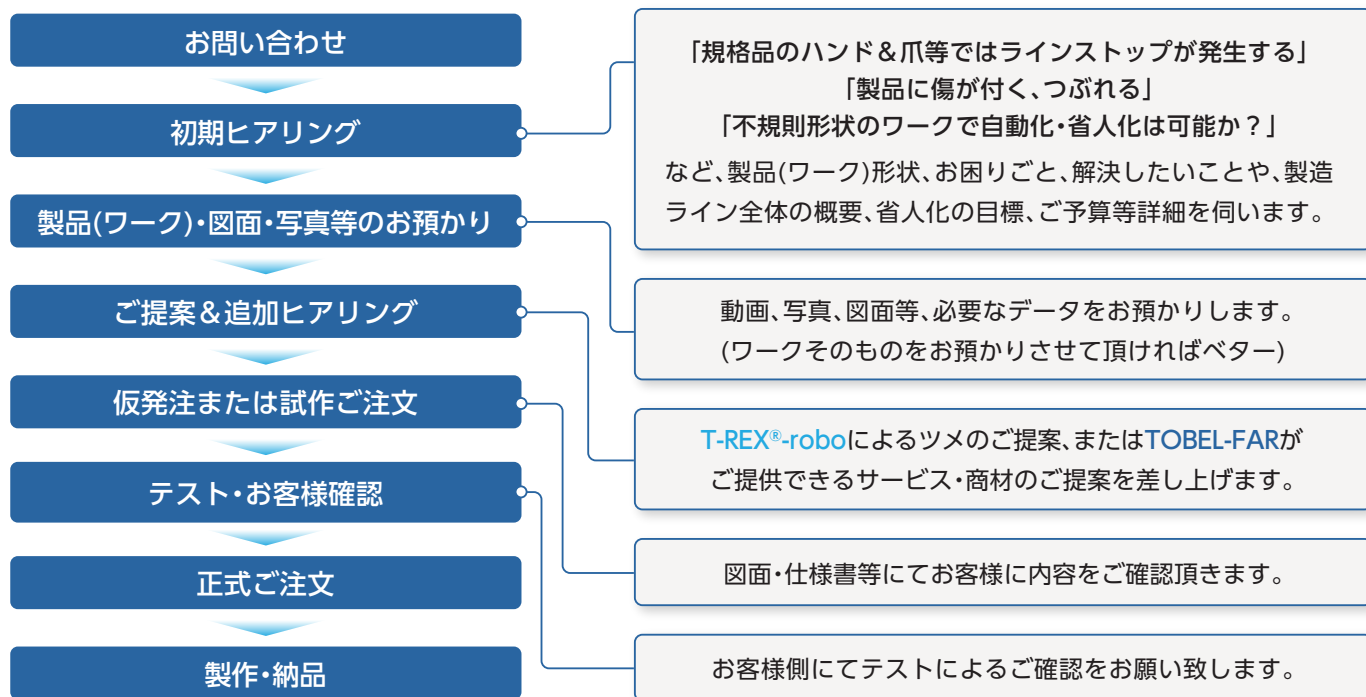 お問い合わせ
初期ヒアリング
製品(ワーク)・図面・写真等のお預かり
ご提案＆追加ヒアリング
仮発注または試作ご注文
テスト・お客様確認
正式ご注文
製作・納品
「規格品のハンド＆爪等ではラインストップが発生する」
「製品に傷が付く、つぶれる」
「不規則形状のワークで自動化・省人化は可能か？」
など、製品(ワーク)形状、お困りごと、解決したいことや、製造
ライン全体の概要、省人化の目標、ご予算等詳細を伺います。
動画、写真、図面等、必要なデータをお預かりします。
(ワークそのものをお預かりさせて頂ければベター)
T-REX®-roboによるツメのご提案、またはTOBEL-FARが
ご提供できるサービス・商材のご提案を差し上げます。
図面・仕様書等にてお客様に内容をご確認頂きます。
お客様側にてテストによるご確認をお願い致します。